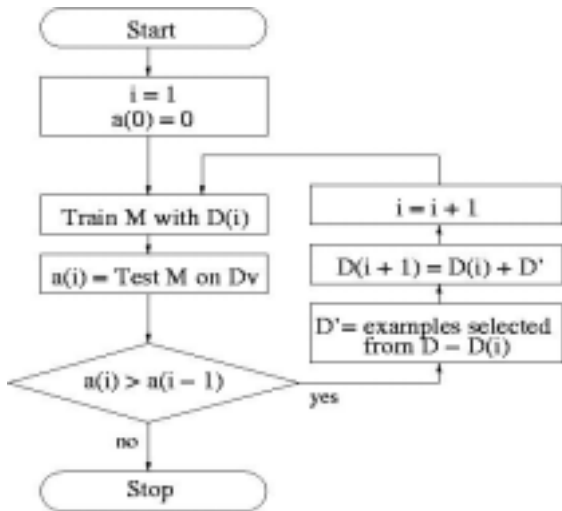 Start
i = 1
a(0) = 0
Train M with D(i)
a(i) = Test M on Dv
a(i) > a(i − 1)
yes
no
Stop
i = i + 1
D(i + 1) = D(i) + D’
D’= examples selected
from D − D(i)